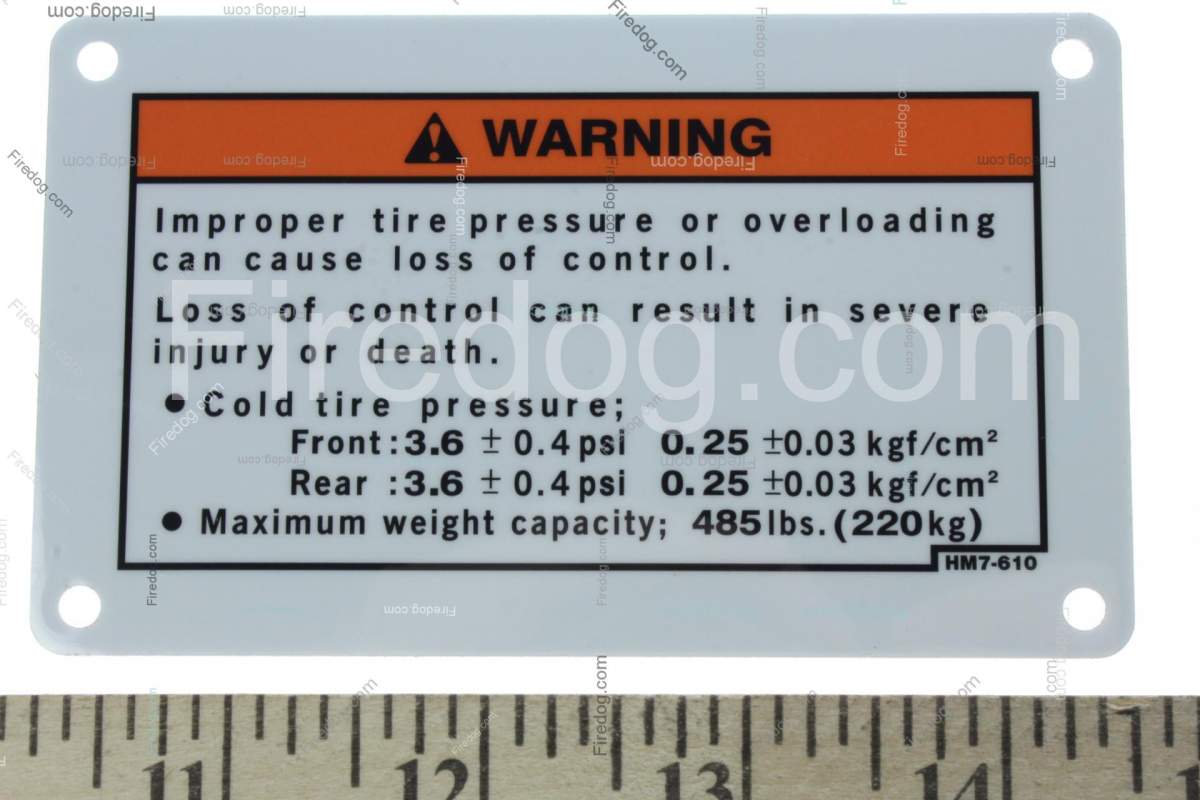 WARNING
Improper tire pressure or overloading
can cause loss of control.
Loss of control can result in severe
injury or death.
● Cold tire pressure;
Front : 3.6 ± 0.4 psi 0.25 ±0.03 kgf/cm²
Rear : 3.6 ± 0.4 psi 0.25 ±0.03 kgf/cm²
● Maximum weight capacity; 485 lbs. (220 kg)
HM7-610
Firedog.com
11 12 13 14